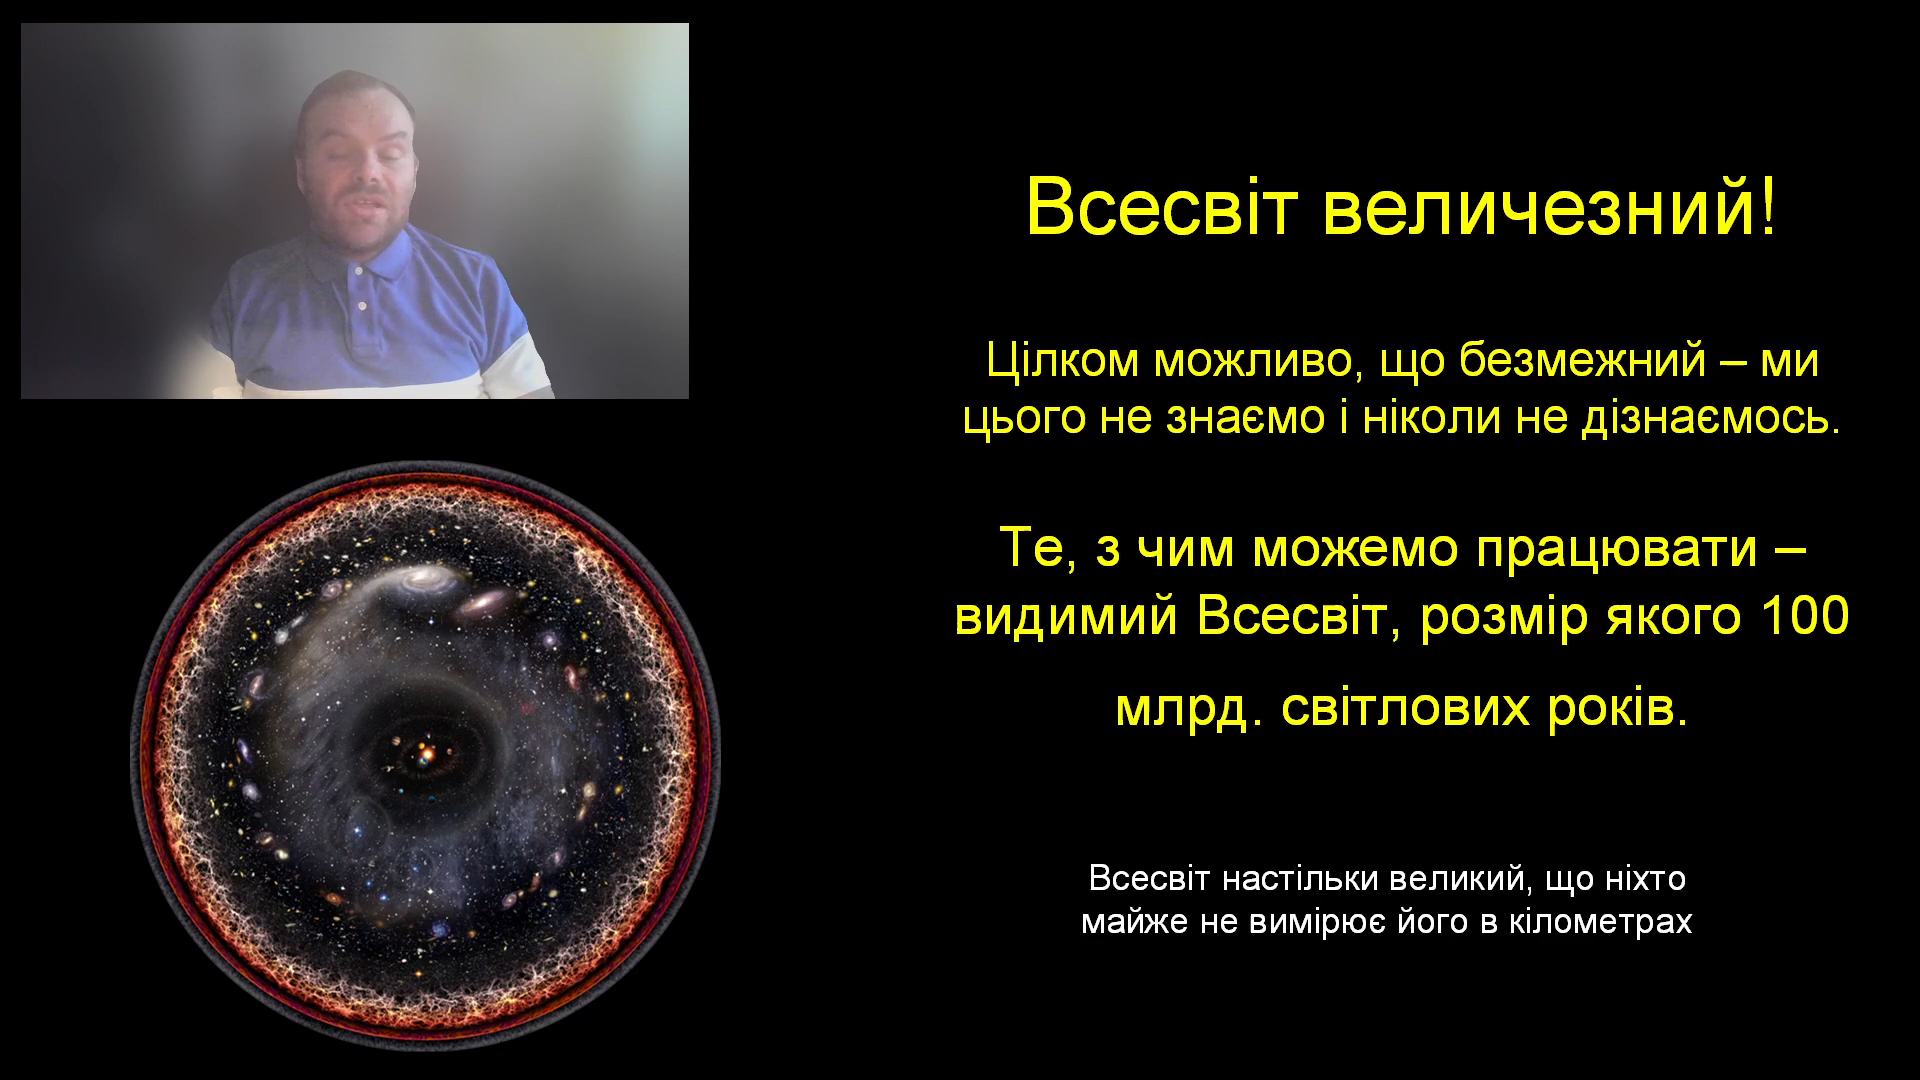 Всесвіт величезний!
Цілком можливо, що безмежний – ми
цього не знаємо і ніколи не дізнаємось.
Те, з чим можемо працювати –
видимий Всесвіт, розмір якого 100
млрд. світлових років.
Всесвіт настільки великий, що ніхто
майже не вимірює його в кілометрах